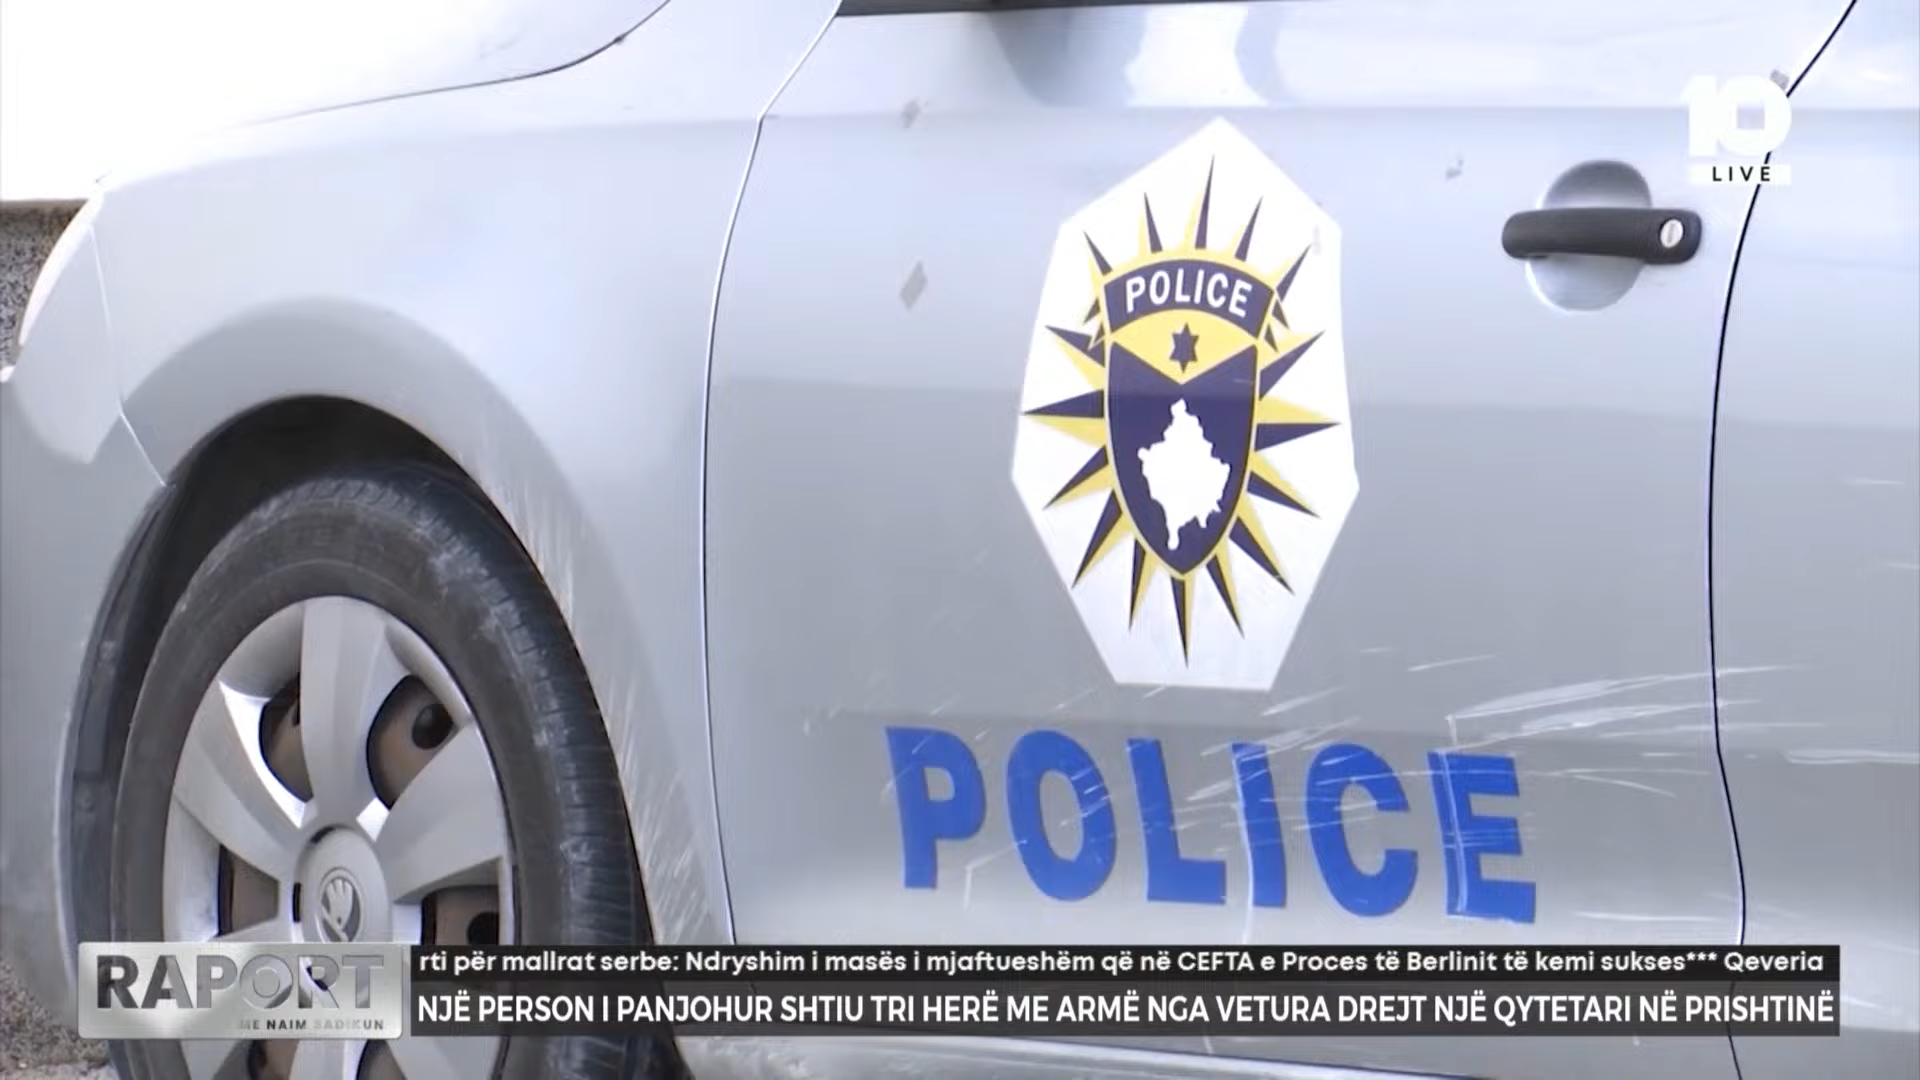 10
LIVE
POLICE
POLICE
RAPORT
ME NAIM SADIKUN
rti për mallrat serbe: Ndryshim i masës i mjaftueshëm që në CEFTA e Proces të Berlinit të kemi sukses*** Qeveria
NJË PERSON I PANJOHUR SHTIU TRI HERË ME ARMË NGA VETURA DREJT NJË QYTETARI NË PRISHTINË